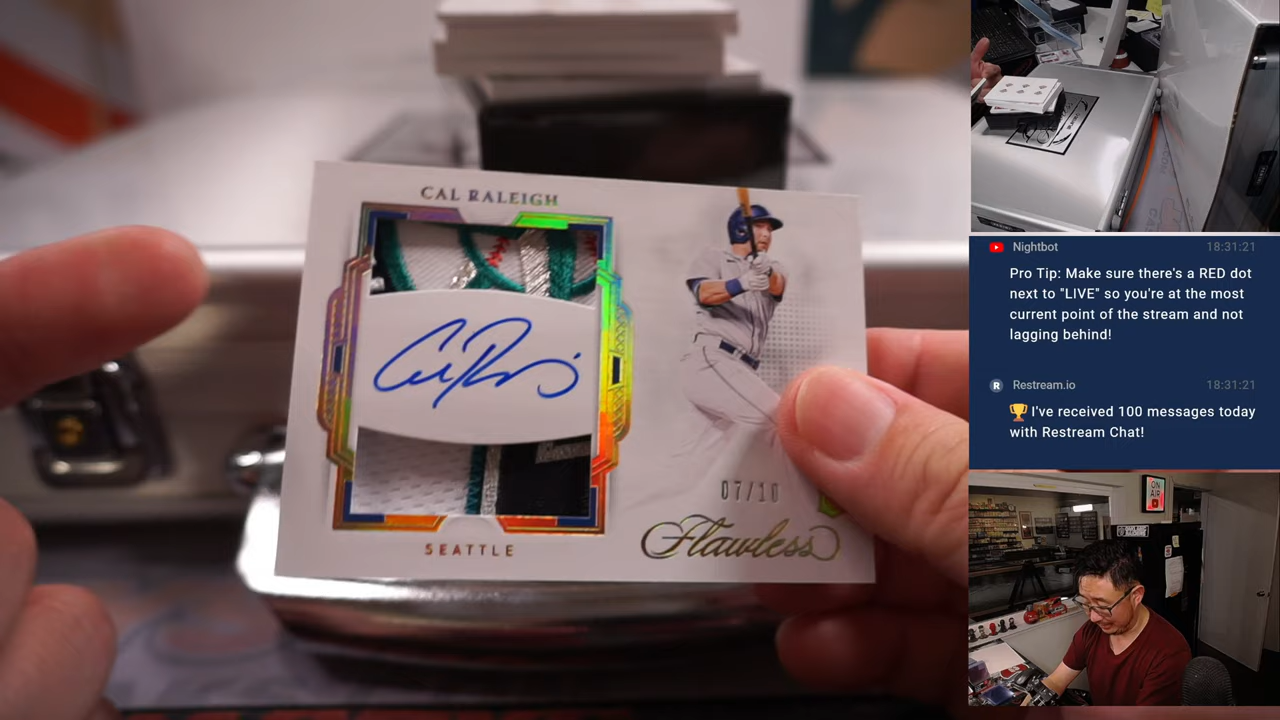 CAL RALEIGH
07/10
Flawless
SEATTLE
Nightbot
18:31:21
Pro Tip: Make sure there's a RED dot
next to "LIVE" so you're at the most
current point of the stream and not
lagging behind!
R
Restream.io
18:31:21
🏆 I've received 100 messages today
with Restream Chat!
ON
AIR